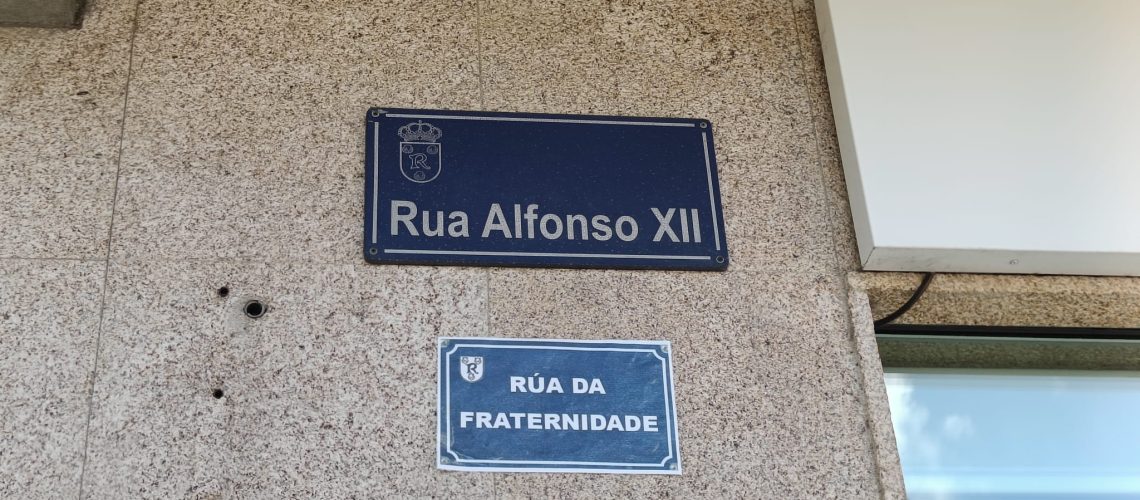 R
Rua Alfonso XII
R
RÚA DA
FRATERNIDADE